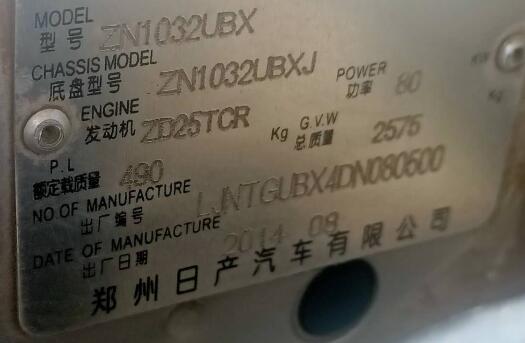 MODEL
型号 ZN1032UBX
CHASSIS MODEL
底盘型号 ZN1032UBXJ
POWER KW
功率 80
ENGINE
发动机 ZD25TCR
Kg G.V.W Kg
总质量 2575
P.L
额定载质量 490
NO OF MANUFACTURE
出厂编号 LJNTGUBX4DN080500
DATE OF MANUFACTURE
出厂日期 2014 08
郑州日产汽车有限公司